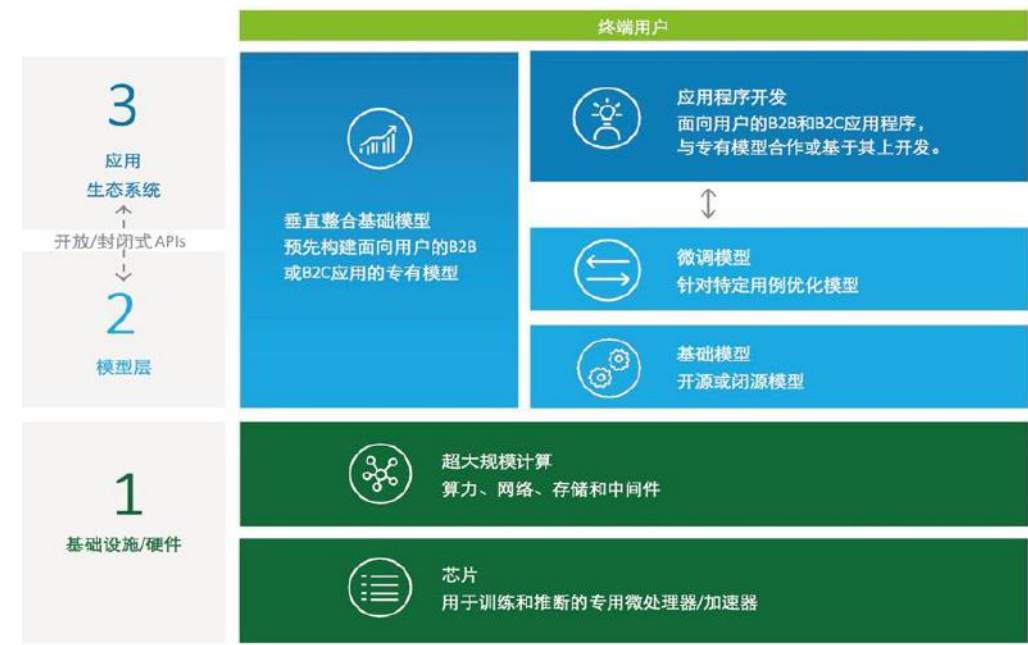 终端用户
3
应用
生态系统
开放/封闭式 APIs
2
模型层
垂直整合基础模型
预先构建面向用户的B2B
或B2C应用的专有模型
应用程序开发
面向用户的B2B和B2C应用程序，
与专有模型合作或基于其上开发。
微调模型
针对特定用例优化模型
基础模型
开源或闭源模型
1
基础设施/硬件
超大规模计算
算力、网络、存储和中间件
芯片
用于训练和推断的专用微处理器/加速器